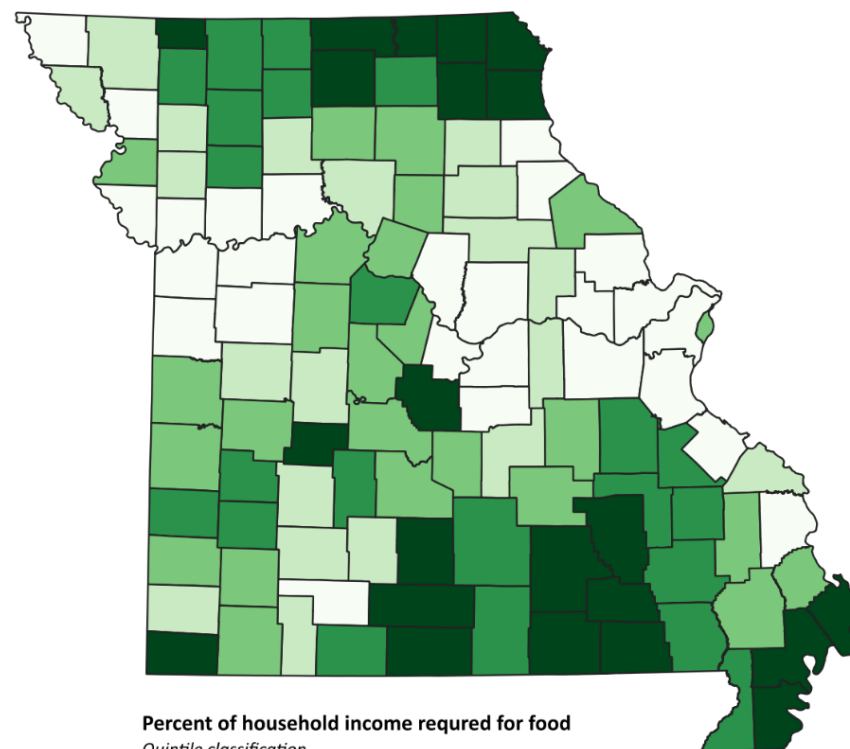 Percent of household income requred for food
Quintile classification